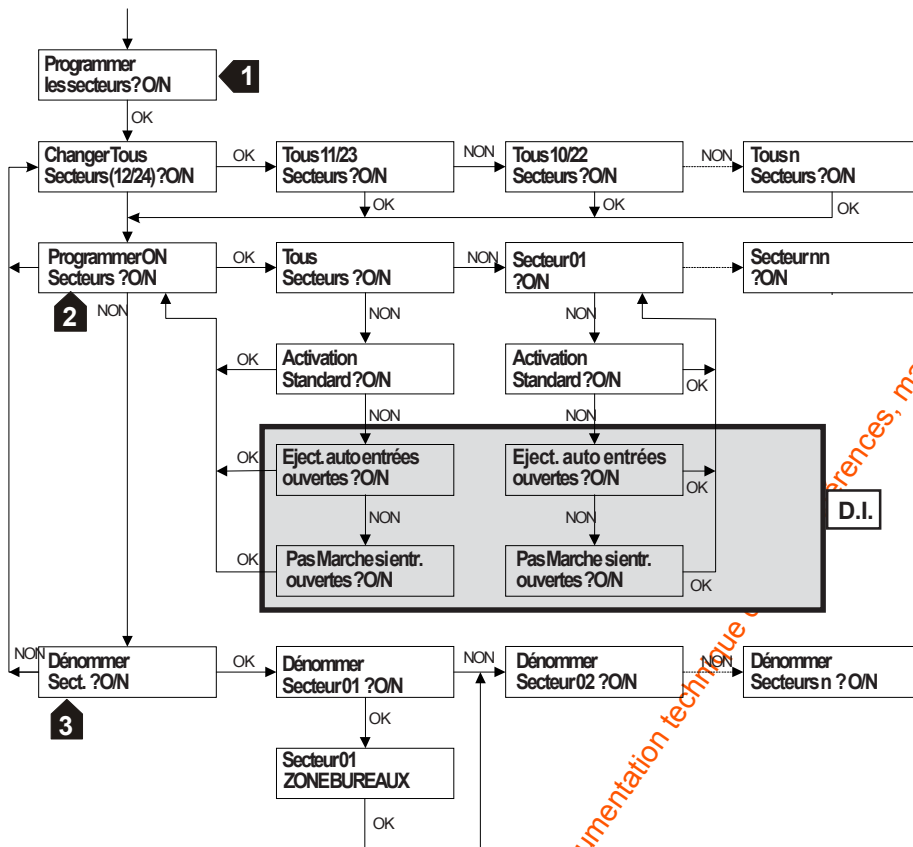 Programmer
les secteurs? O/N
1
OK
Changer Tous
Secteurs (12/24) ?O/N
OK
Tous 11/23
Secteurs ?O/N
NON
Tous 10/22
Secteurs ?O/N
NON
Tous n
Secteurs ?O/N
OK
OK
OK
Programmer ON
Secteurs ?O/N
OK
Tous
Secteurs ?O/N
NON
Secteur 01
?O/N
Secteur nn
?O/N
2
NON
NON
NON
OK
Activation
Standard ?O/N
Activation
Standard ?O/N
OK
NON
NON
OK
Eject. auto entrées
ouvertes ?O/N
Eject. auto entrées
ouvertes ?O/N
OK
D.I.
NON
NON
OK
Pas Marche si entr.
ouvertes ?O/N
Pas Marche si entr.
ouvertes ?O/N
OK
NON
Dénommer
Sect. ?O/N
OK
Dénommer
Secteur 01 ?O/N
NON
Dénommer
Secteur 02 ?O/N
NON
Dénommer
Secteurs n ? O/N
3
OK
Secteur 01
ZONE BUREAUX
OK
umentation technique
érences, ma